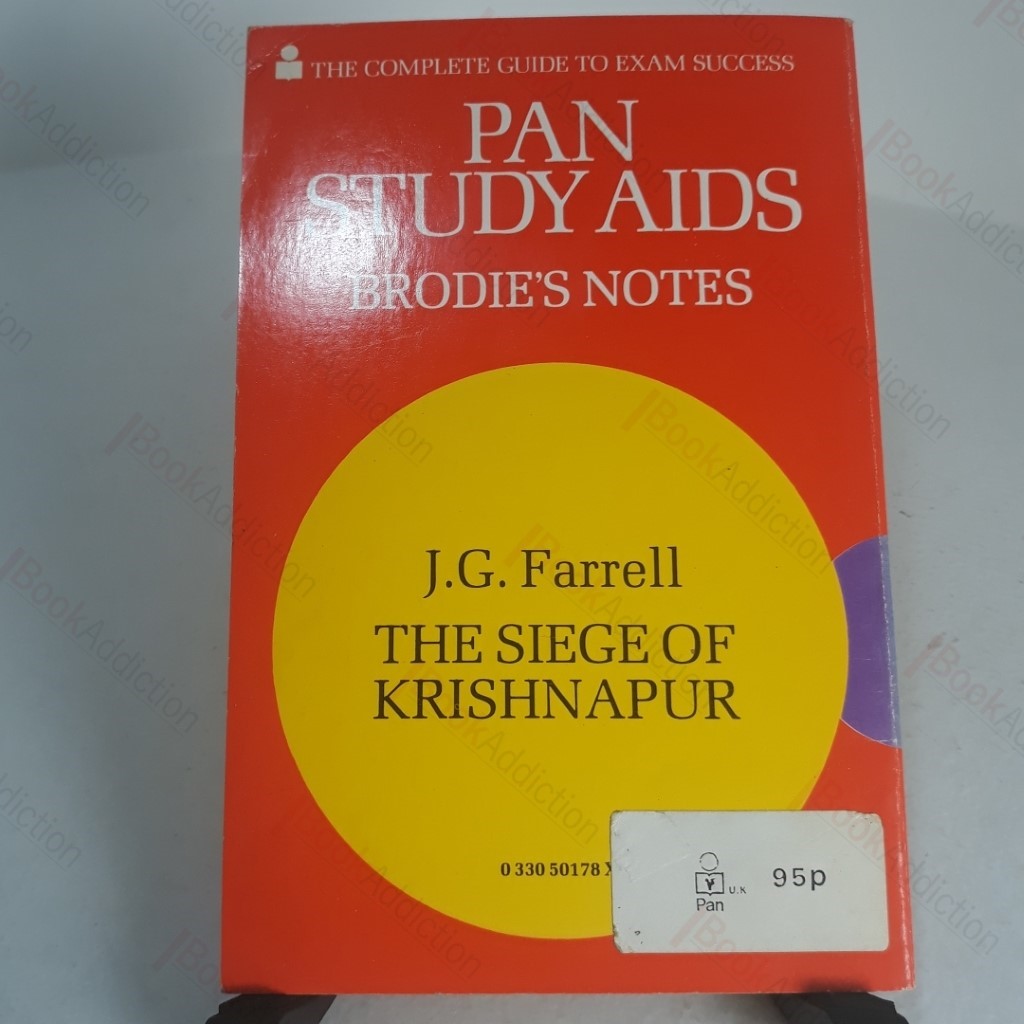 THE COMPLETE GUIDE TO EXAM SUCCESS
PAN
STUDY AIDS
BRODIE'S NOTES
J.G. Farrell
THE SIEGE OF
KRISHNAPUR
0 330 50178 X
U.K 95p
Pan
BookAddiction